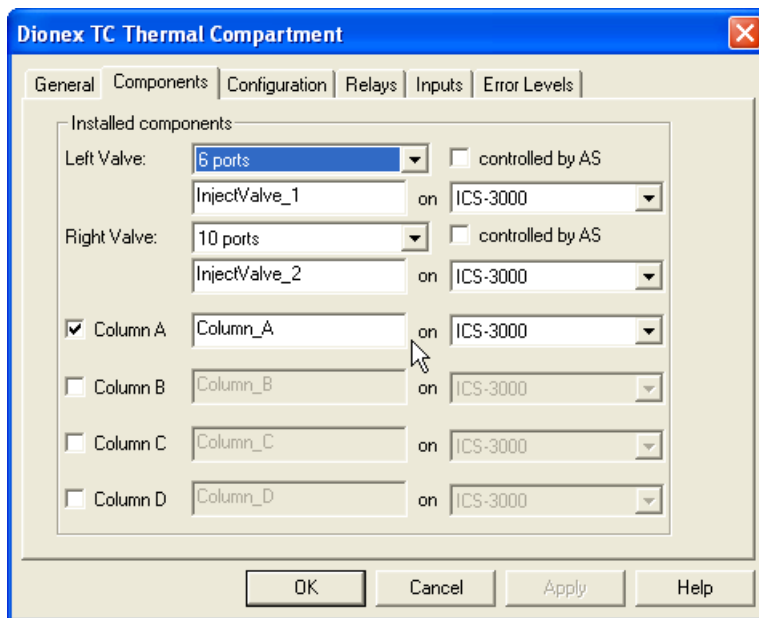 Dionex TC Thermal Compartment
General Components Configuration Relays Inputs Error Levels
Installed components
Left Valve: 6 ports controlled by AS
InjectValve_1 on ICS-3000
Right Valve: 10 ports controlled by AS
InjectValve_2 on ICS-3000
Column A Column_A on ICS-3000
Column B Column_B on ICS-3000
Column C Column_C on ICS-3000
Column D Column_D on ICS-3000
OK Cancel Apply Help